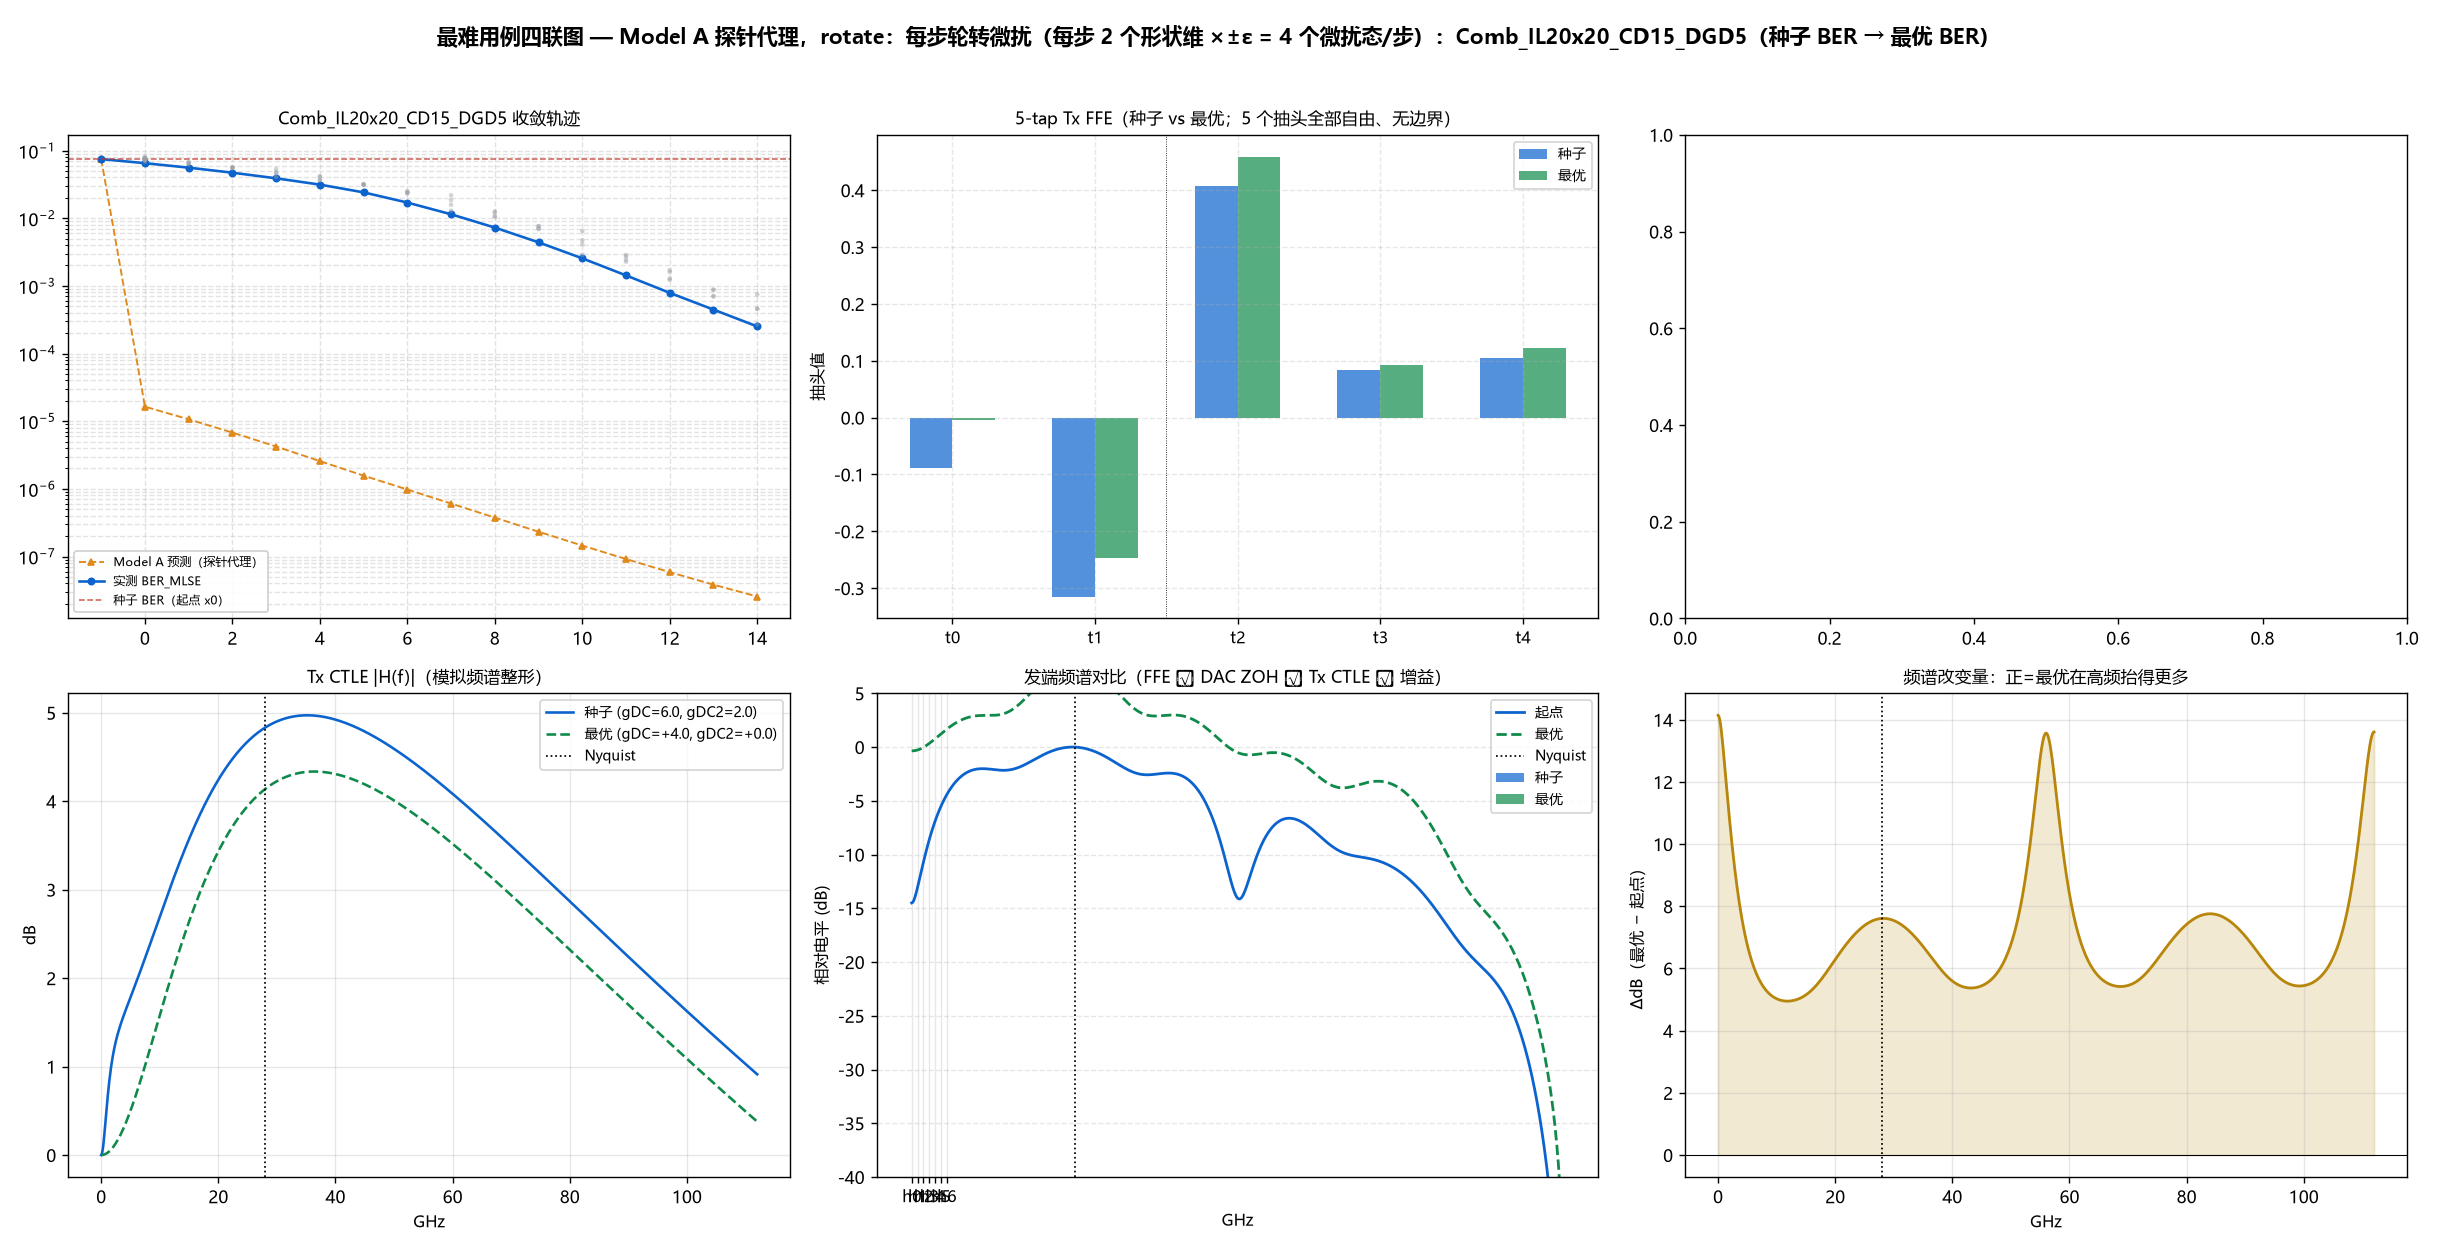 最难用例四联图 — Model A 探针代理，rotate：每步轮转微扰（每步 2 个形状维 ×±ε = 4 个微扰态/步）：Comb_IL20x20_CD15_DGD5（种子 BER → 最优 BER）
Comb_IL20x20_CD15_DGD5 收敛轨迹
10⁻¹
10⁻²
10⁻³
10⁻⁴
10⁻⁵
10⁻⁶
10⁻⁷
Model A 预测（探针代理）
实测 BER_MLSE
种子 BER（起点 x0）
0 2 4 6 8 10 12 14
5-tap Tx FFE（种子 vs 最优；5 个抽头全部自由、无边界）
种子
最优
抽头值
0.4
0.3
0.2
0.1
0.0
-0.1
-0.2
-0.3
t0 t1 t2 t3 t4
1.0
0.8
0.6
0.4
0.2
0.0
0.0 0.2 0.4 0.6 0.8 1.0
Tx CTLE |H(f)|（模拟频谱整形）
种子 (gDC=6.0, gDC2=2.0)
最优 (gDC=+4.0, gDC2=+0.0)
Nyquist
dB
5
4
3
2
1
0
0 20 40 60 80 100
GHz
发端频谱对比（FFE DAC ZOH Tx CTLE 增益）
起点
最优
Nyquist
种子
最优
相对电平 (dB)
5
0
-5
-10
-15
-20
-25
-30
-35
-40
GHz
频谱改变量：正=最优在高频抬得更多
ΔdB（最优 − 起点）
14
12
10
8
6
4
2
0
0 20 40 60 80 100
GHz